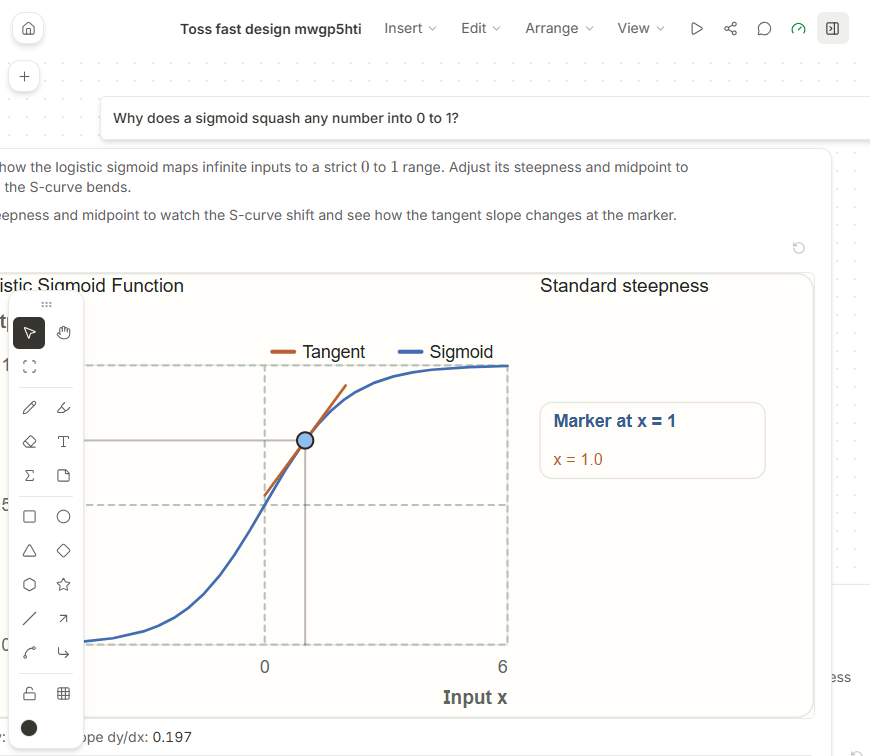 Toss fast design mwgp5hti Insert Edit Arrange View
Why does a sigmoid squash any number into 0 to 1?
how the logistic sigmoid maps infinite inputs to a strict 0 to 1 range. Adjust its steepness and midpoint to
the S-curve bends.
eepness and midpoint to watch the S-curve shift and see how the tangent slope changes at the marker.
istic Sigmoid Function
Standard steepness
Tangent Sigmoid
Marker at x = 1
x = 1.0
0 6
Input x
ope dy/dx: 0.197
ess